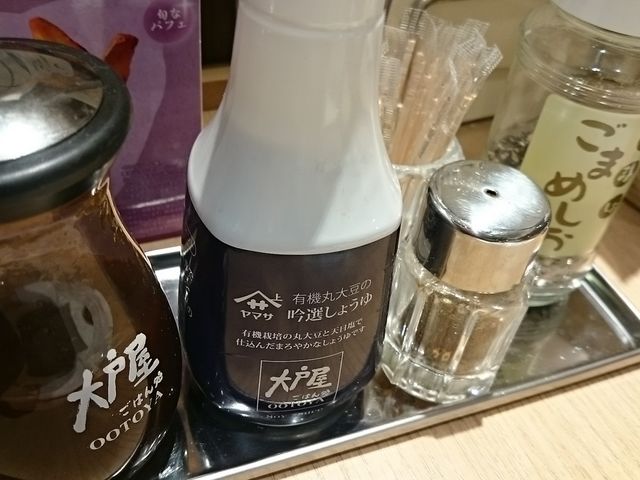 旬な
パフェ
大戸屋
ごはん処
OOTOYA
上
サ
ヤマサ
有機丸大豆の
吟選しょうゆ
有機栽培の丸大豆と天日塩で
仕込んだまろやかなしょうゆです
大戸屋
ごはん処
OOTOYA
ごま
めしお